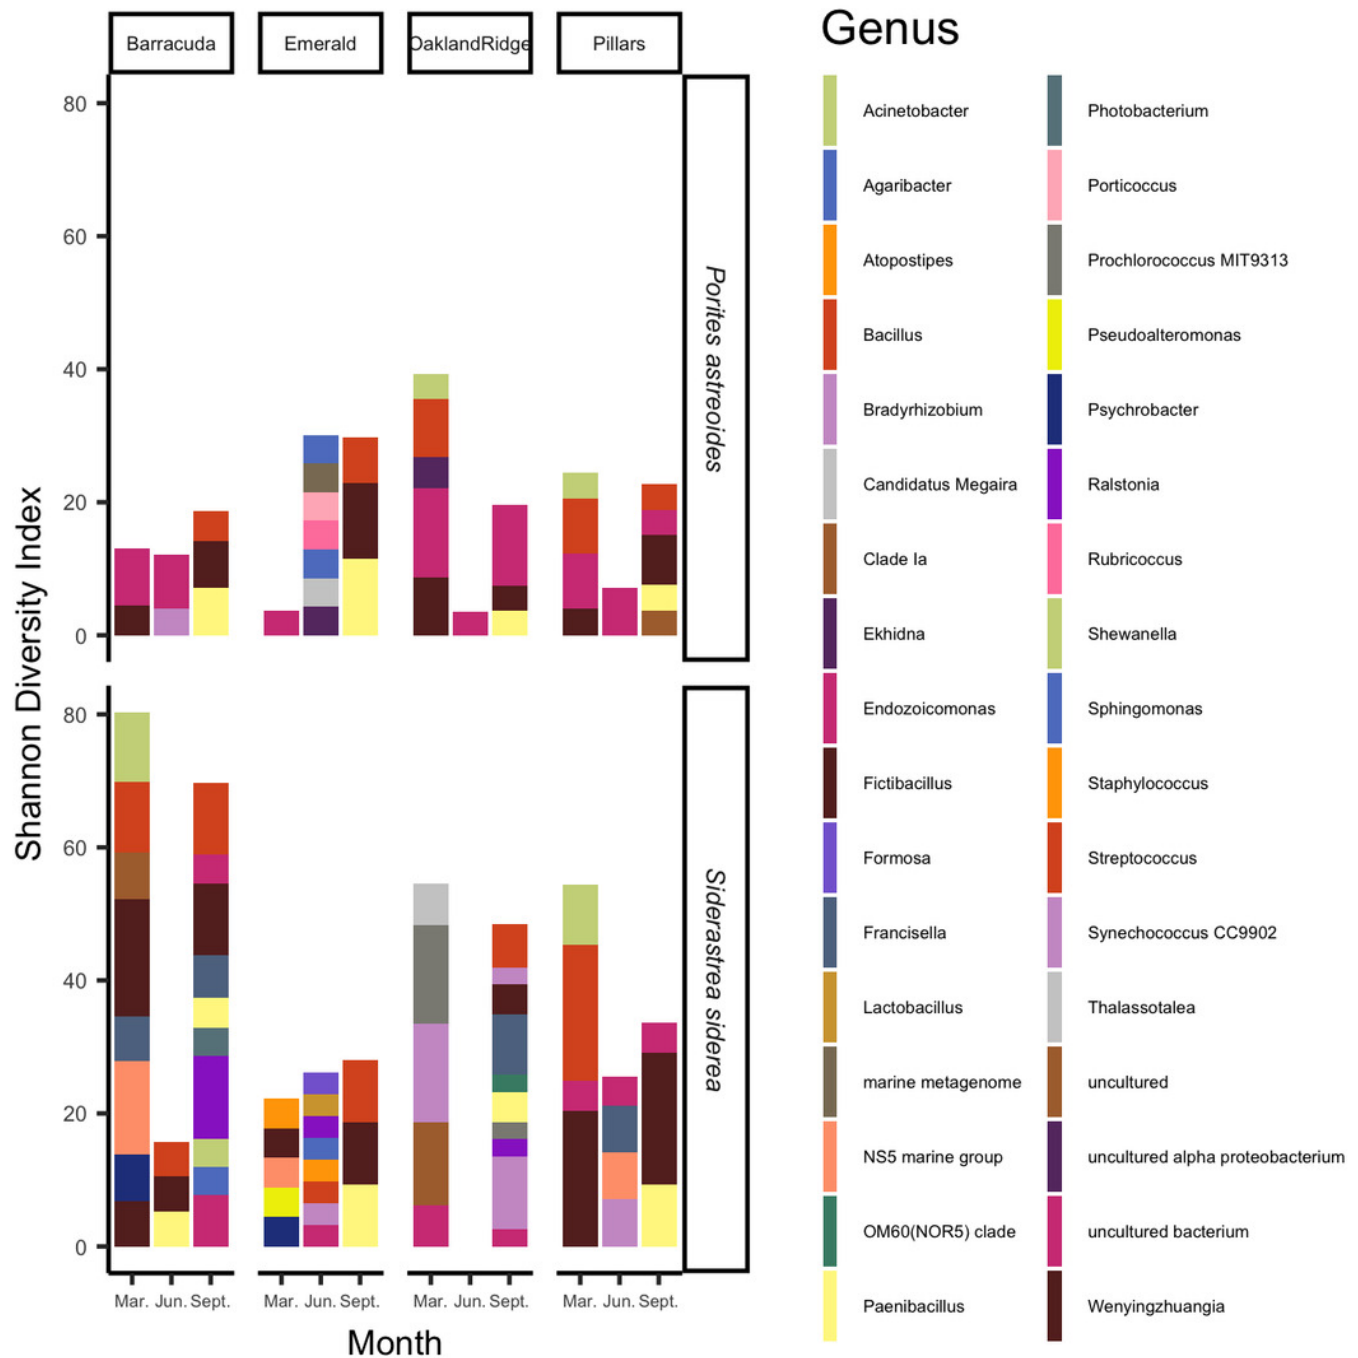 Barracuda Emerald OaklandRidge Pillars
80
60
40
20
0
Porites astreoides
80
60
40
20
0
Siderastrea siderea
Shannon Diversity Index
Mar. Jun. Sept. Mar. Jun. Sept. Mar. Jun. Sept. Mar. Jun. Sept.
Month
Genus
Acinetobacter
Agaribacter
Atopostipes
Bacillus
Bradyrhizobium
Candidatus Megaira
Clade Ia
Ekhidna
Endozoicomonas
Fictibacillus
Formosa
Francisella
Lactobacillus
marine metagenome
NS5 marine group
OM60(NOR5) clade
Paenibacillus
Photobacterium
Porticoccus
Prochlorococcus MIT9313
Pseudoalteromonas
Psychrobacter
Ralstonia
Rubricoccus
Shewanella
Sphingomonas
Staphylococcus
Streptococcus
Synechococcus CC9902
Thalassotalea
uncultured
uncultured alpha proteobacterium
uncultured bacterium
Wenyingzhuangia